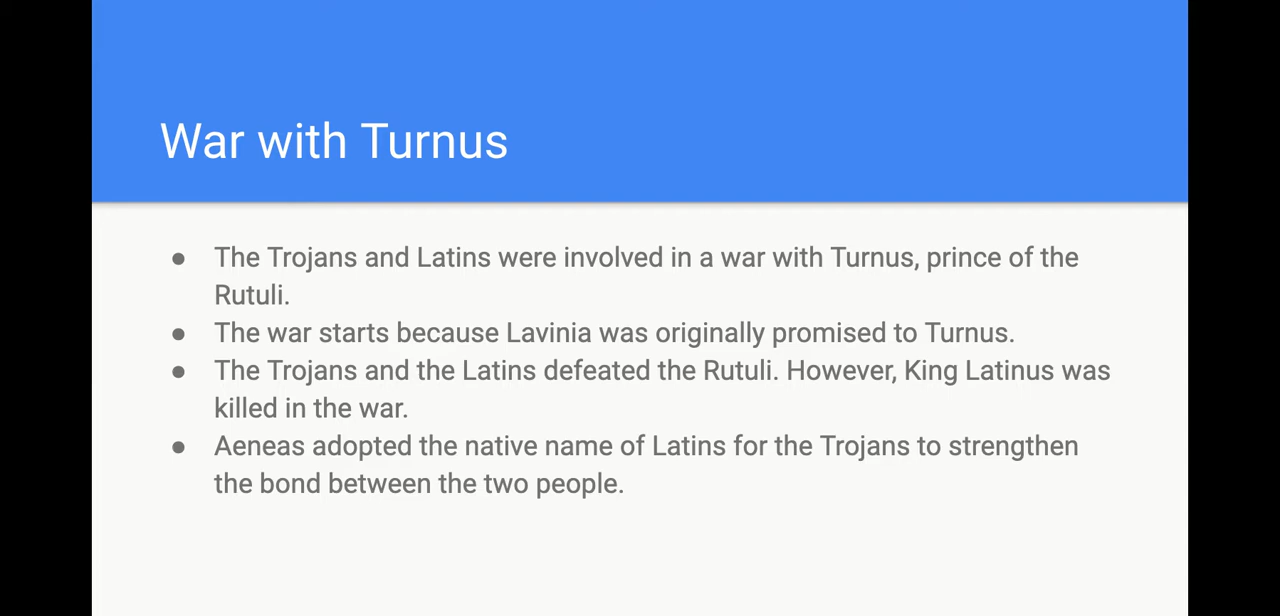 War with Turnus
● The Trojans and Latins were involved in a war with Turnus, prince of the
Rutuli.
● The war starts because Lavinia was originally promised to Turnus.
● The Trojans and the Latins defeated the Rutuli. However, King Latinus was
killed in the war.
● Aeneas adopted the native name of Latins for the Trojans to strengthen
the bond between the two people.